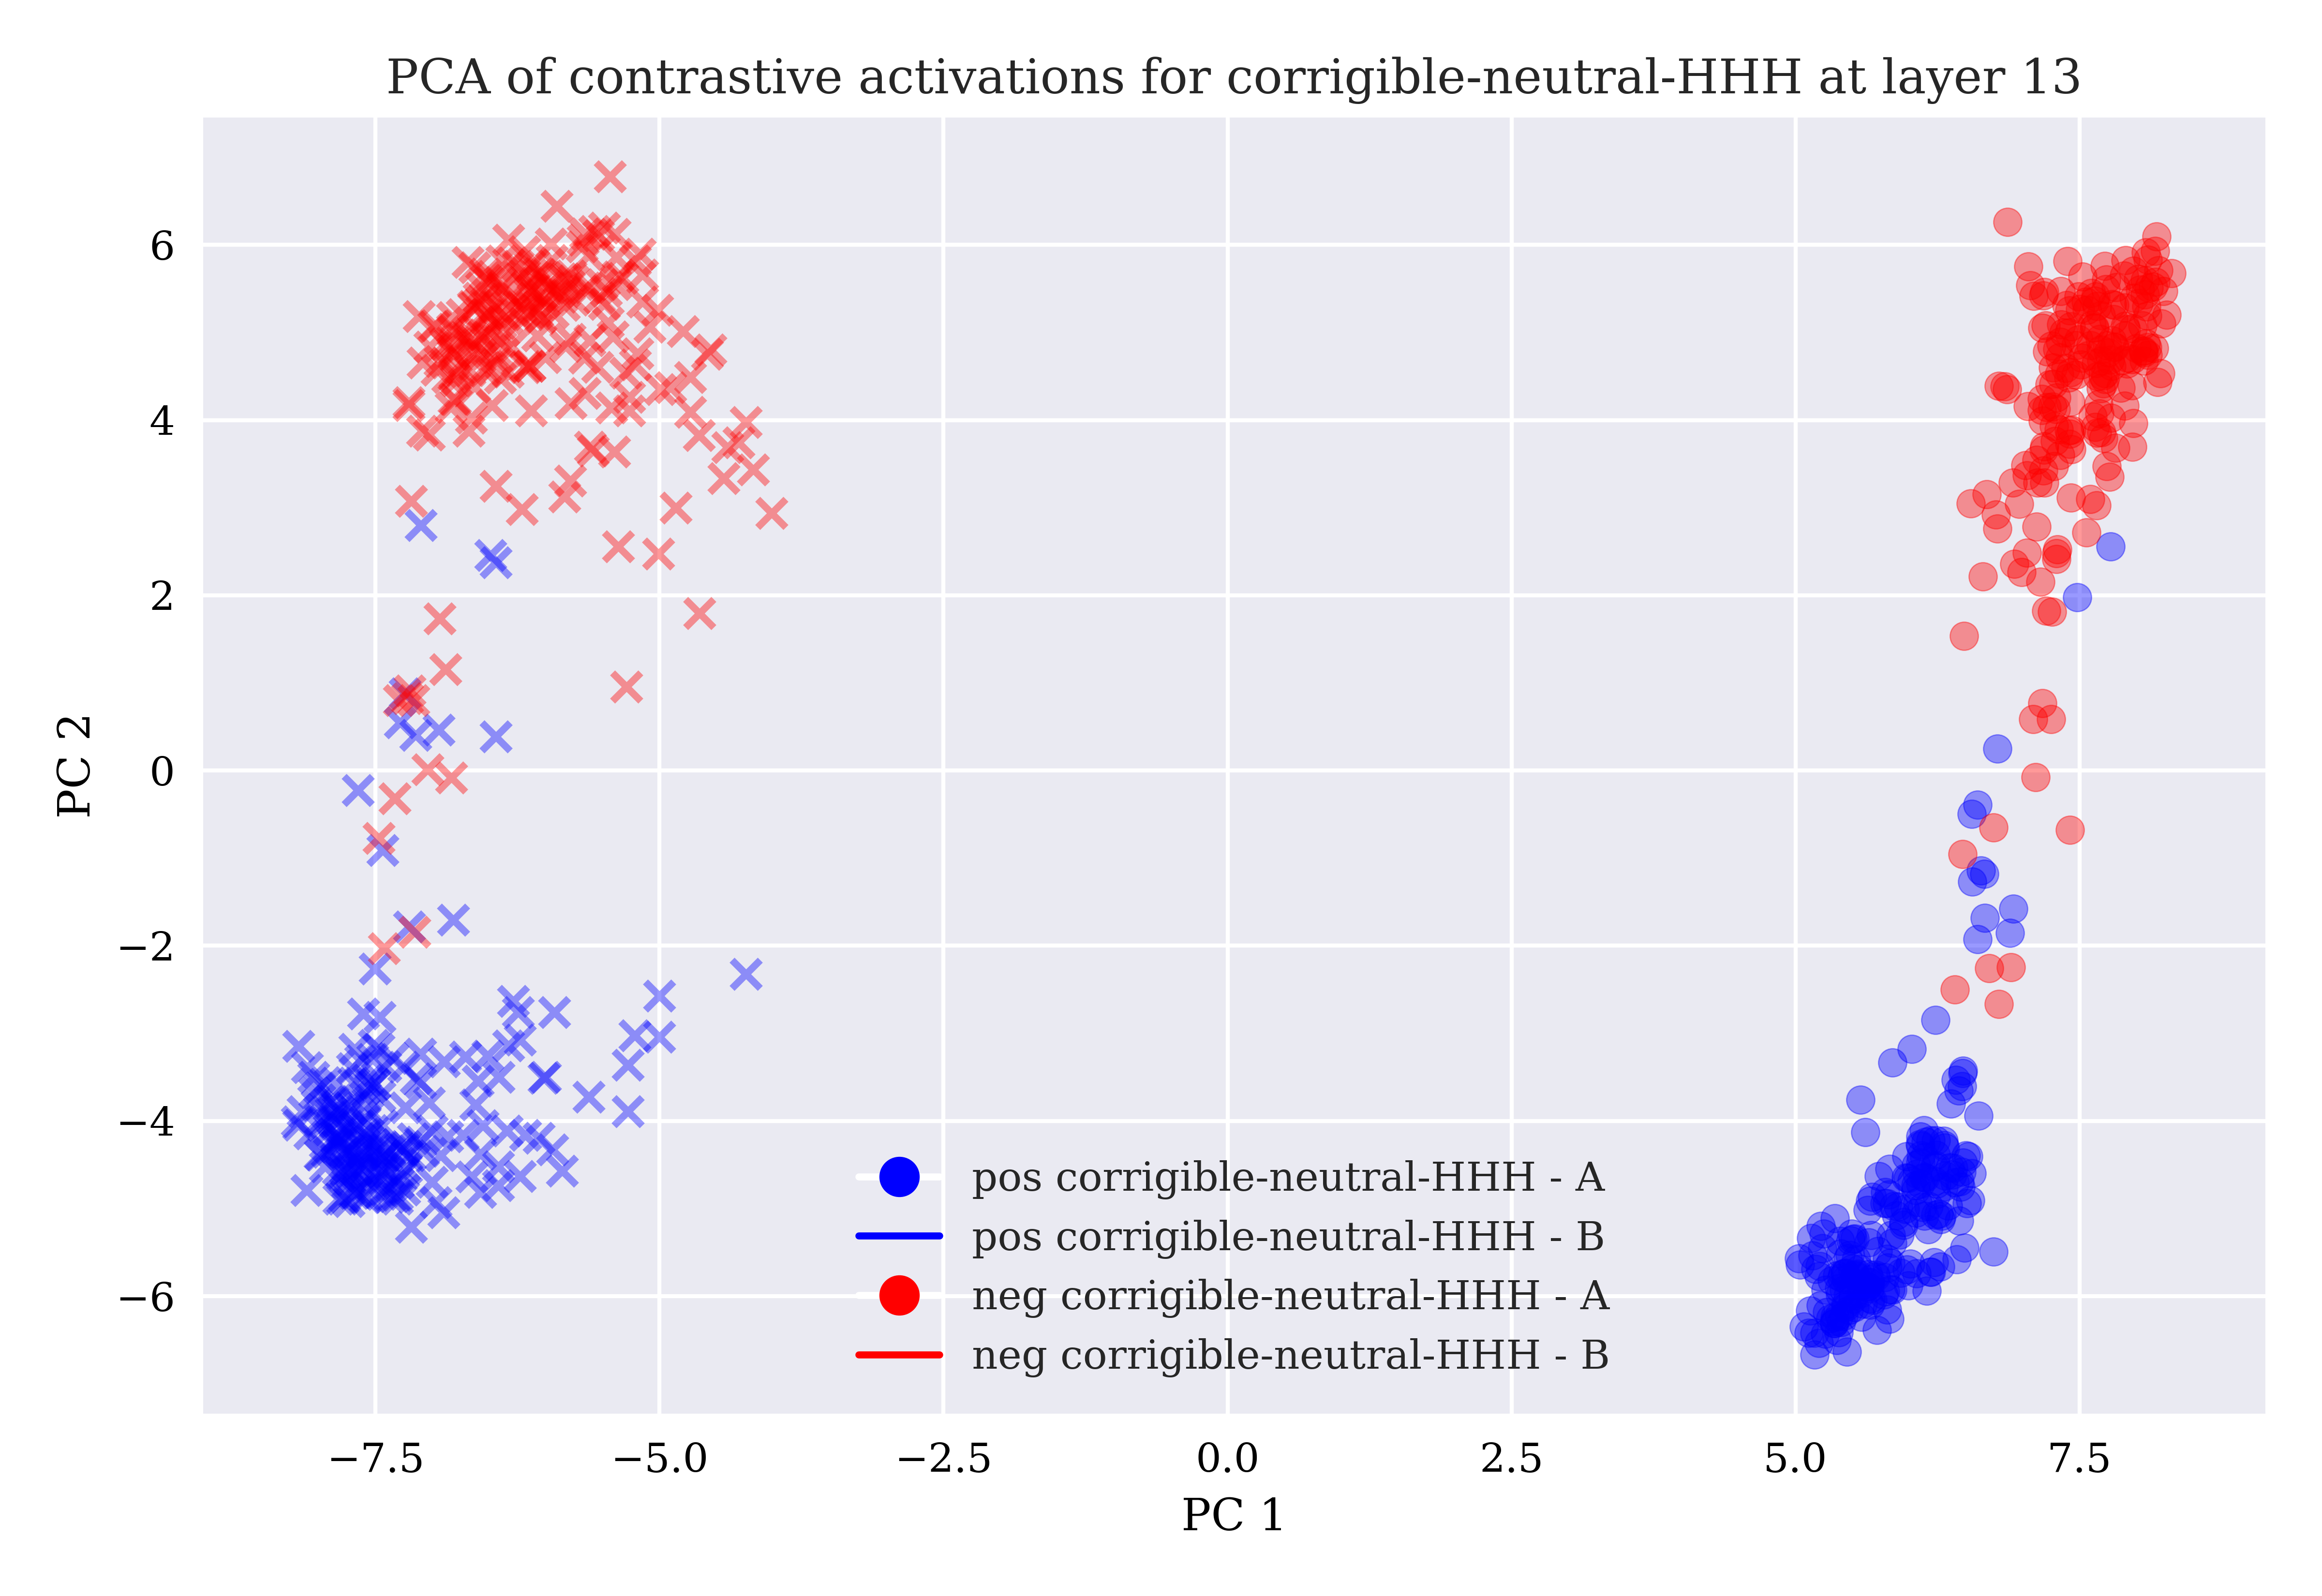 PCA of contrastive activations for corrigible-neutral-HHH at layer 13
6
4
2
0
−2
−4
−6
PC 2
pos corrigible-neutral-HHH - A
pos corrigible-neutral-HHH - B
neg corrigible-neutral-HHH - A
neg corrigible-neutral-HHH - B
−7.5 −5.0 −2.5 0.0 2.5 5.0 7.5
PC 1